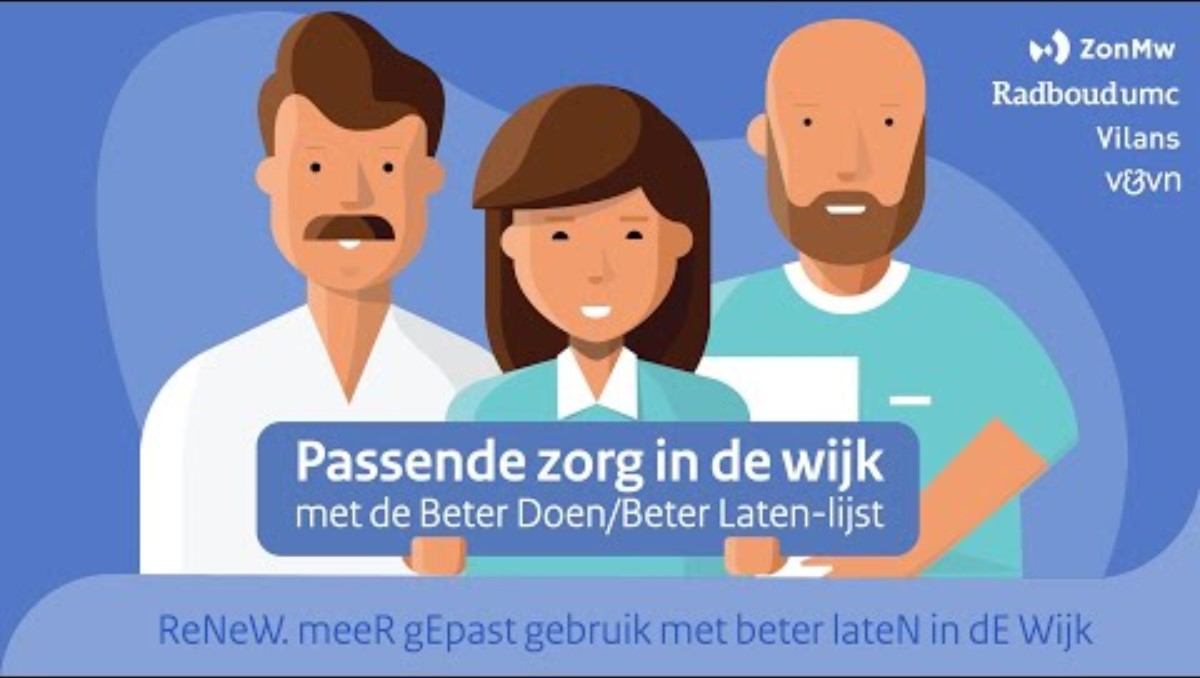 ZonMw
Radboudumc
Vilans
v&vn
Passende zorg in de wijk
met de Beter Doen/Beter Laten-lijst
ReNeW. meeR gEpast gebruik met beter lateN in dE Wijk